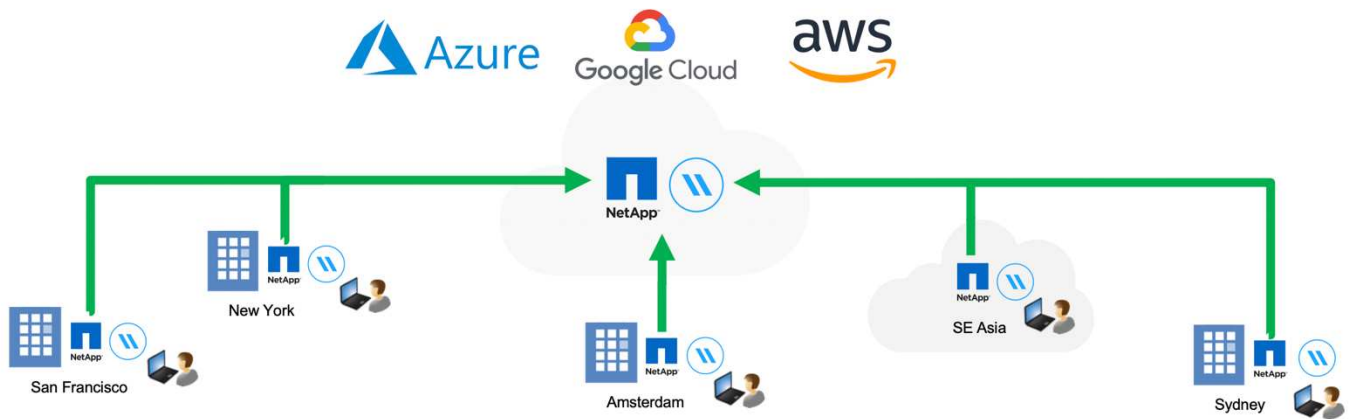 Azure
Google Cloud
aws
NetApp
NetApp
New York
NetApp
San Francisco
NetApp
Amsterdam
NetApp
SE Asia
NetApp
Sydney